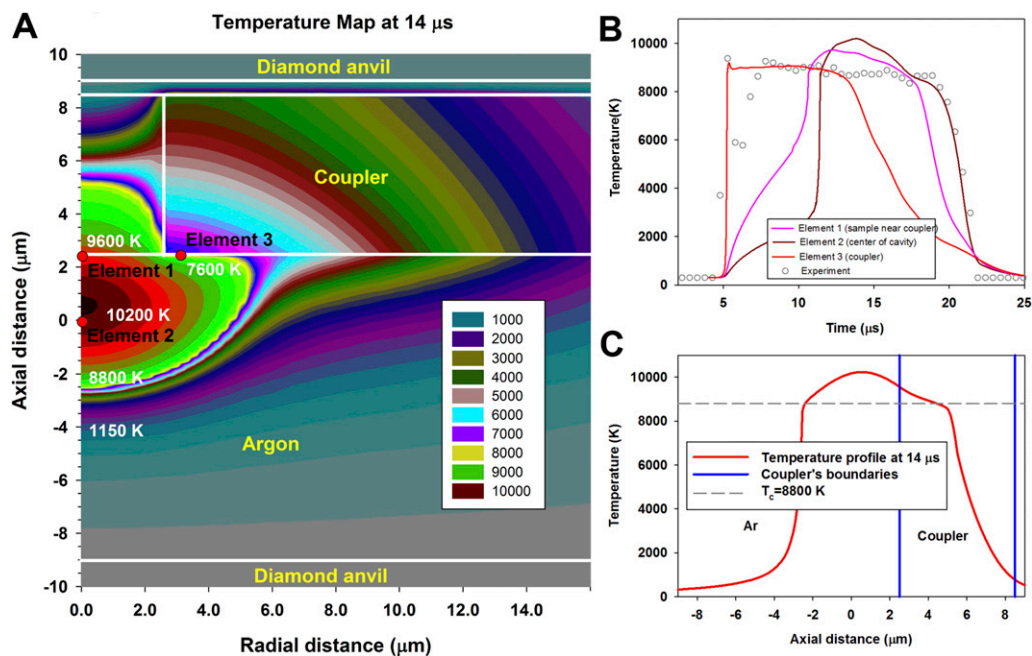 A
Temperature Map at 14 μs
Diamond anvil
Coupler
9600 K
Element 3
7600 K
Element 1
10200 K
Element 2
8800 K
1150 K
Argon
Diamond anvil
1000
2000
3000
4000
5000
6000
7000
8000
9000
10000
10
8
6
4
2
0
-2
-4
-6
-8
-10
Axial distance (μm)
0.0 2.0 4.0 6.0 8.0 10.0 12.0 14.0
Radial distance (μm)
B
10000
8000
6000
4000
2000
0
Temperature(K)
Element 1 (sample near coupler)
Element 2 (center of cavity)
Element 3 (coupler)
Experiment
5 10 15 20 25
Time (μs)
C
10000
8000
6000
4000
2000
0
Temperature (K)
Temperature profile at 14 μs
Coupler's boundaries
Tc=8800 K
Ar
Coupler
-8 -6 -4 -2 0 2 4 6 8
Axial distance (μm)